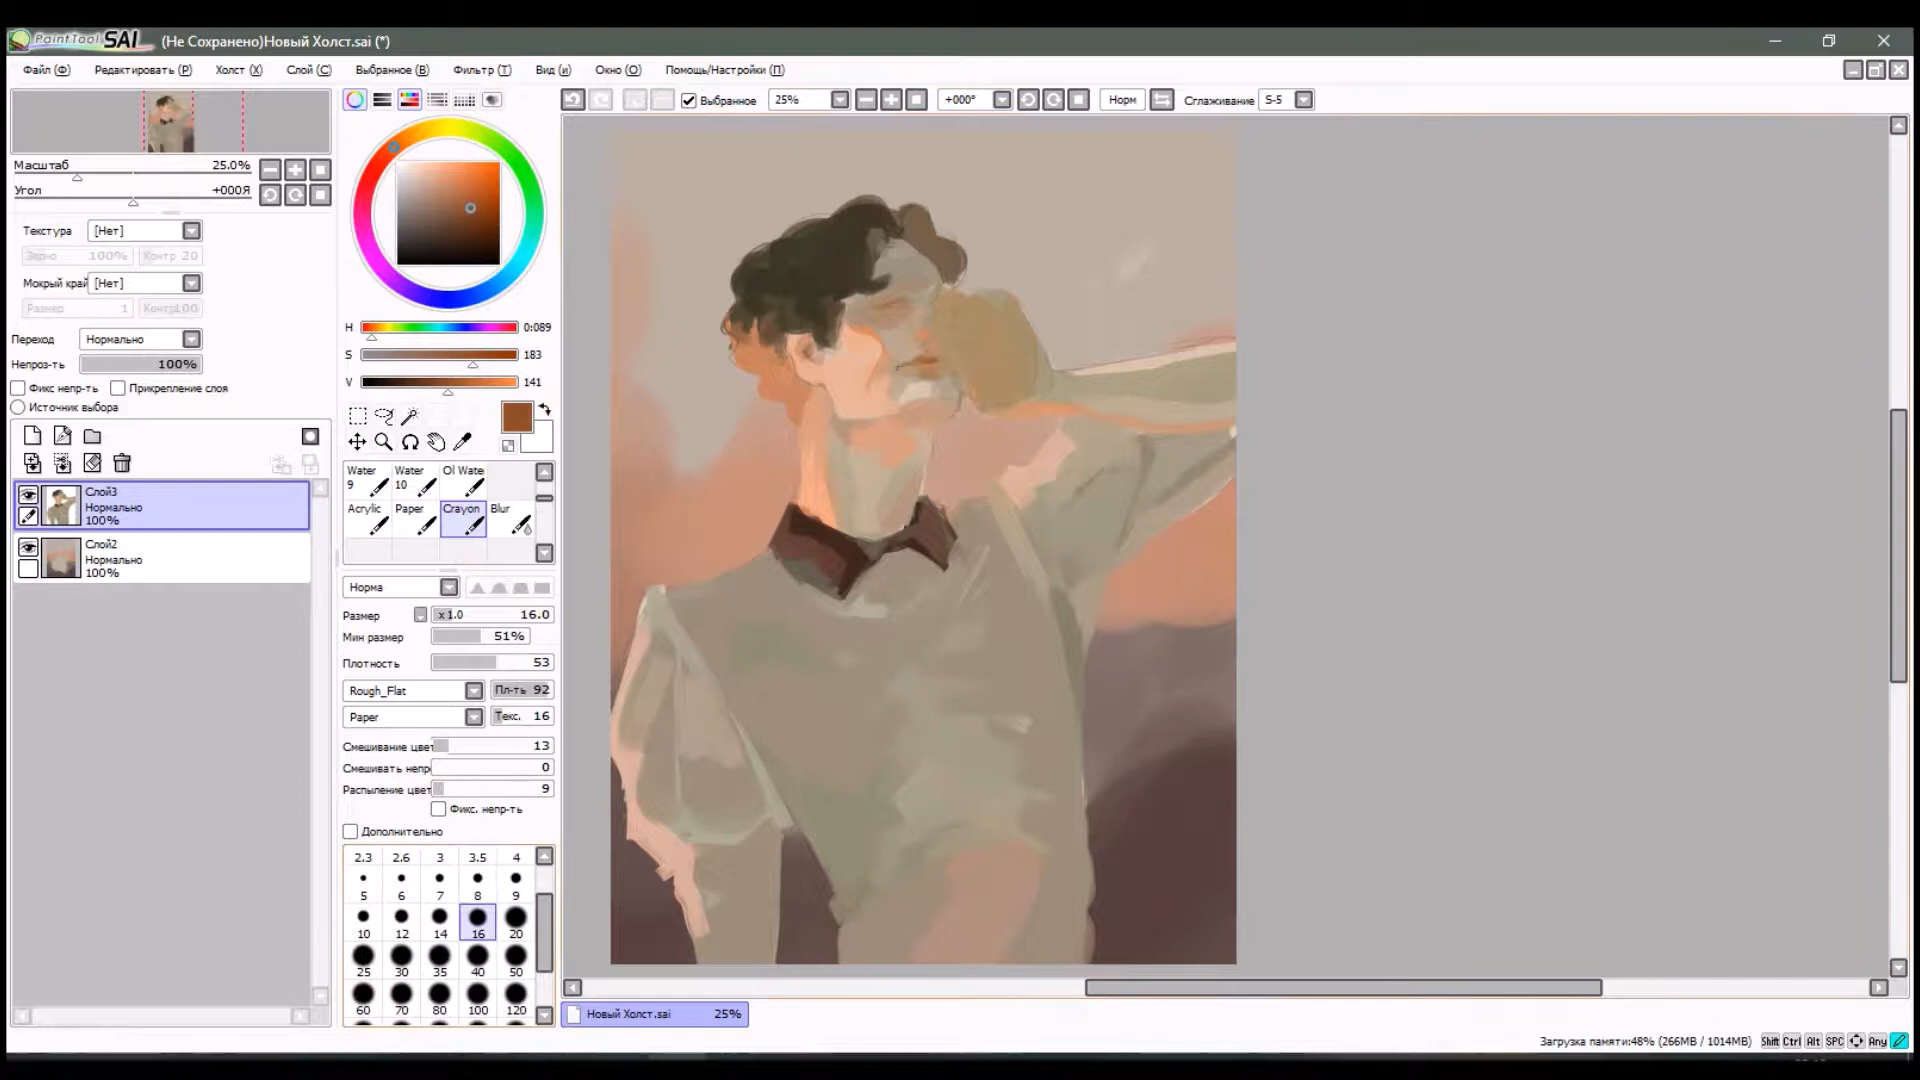 PaintTool SAI (Не Сохранено)Новый Холст.sai (*)
Файл (Ф) Редактировать (Р) Холст (Х) Слой (С) Выбранное (В) Фильтр (Т) Вид (и) Окно (О) Помощь/Настройки (П)
Выбранное 25% +000° Норм Сглаживание S-5
Масштаб 25.0%
Угол +000Я
Текстура [Нет]
Зерно 100% Контр 20
Мокрый край [Нет]
Размер 1 Контр100
Переход Нормально
Непроз-ть 100%
Фикс непр-ть Прикрепление слоя
Источник выбора
Слой3
Нормально
100%
Слой2
Нормально
100%
H 0:089
S 183
V 141
Water 9 Water 10 Ol Wate
Acrylic Paper Crayon Blur
Норма
Размер x 1.0 16.0
Мин размер 51%
Плотность 53
Rough_Flat Пл-ть 92
Paper Текс. 16
Смешивание цвет 13
Смешивать непр 0
Распыление цвет 9
Фикс. непр-ть
Дополнительно
2.3 2.6 3 3.5 4
5 6 7 8 9
10 12 14 16 20
25 30 35 40 50
60 70 80 100 120
Новый Холст.sai 25%
Загрузка памяти:48% (266MB / 1014MB) Shift Ctrl Alt SPC Any